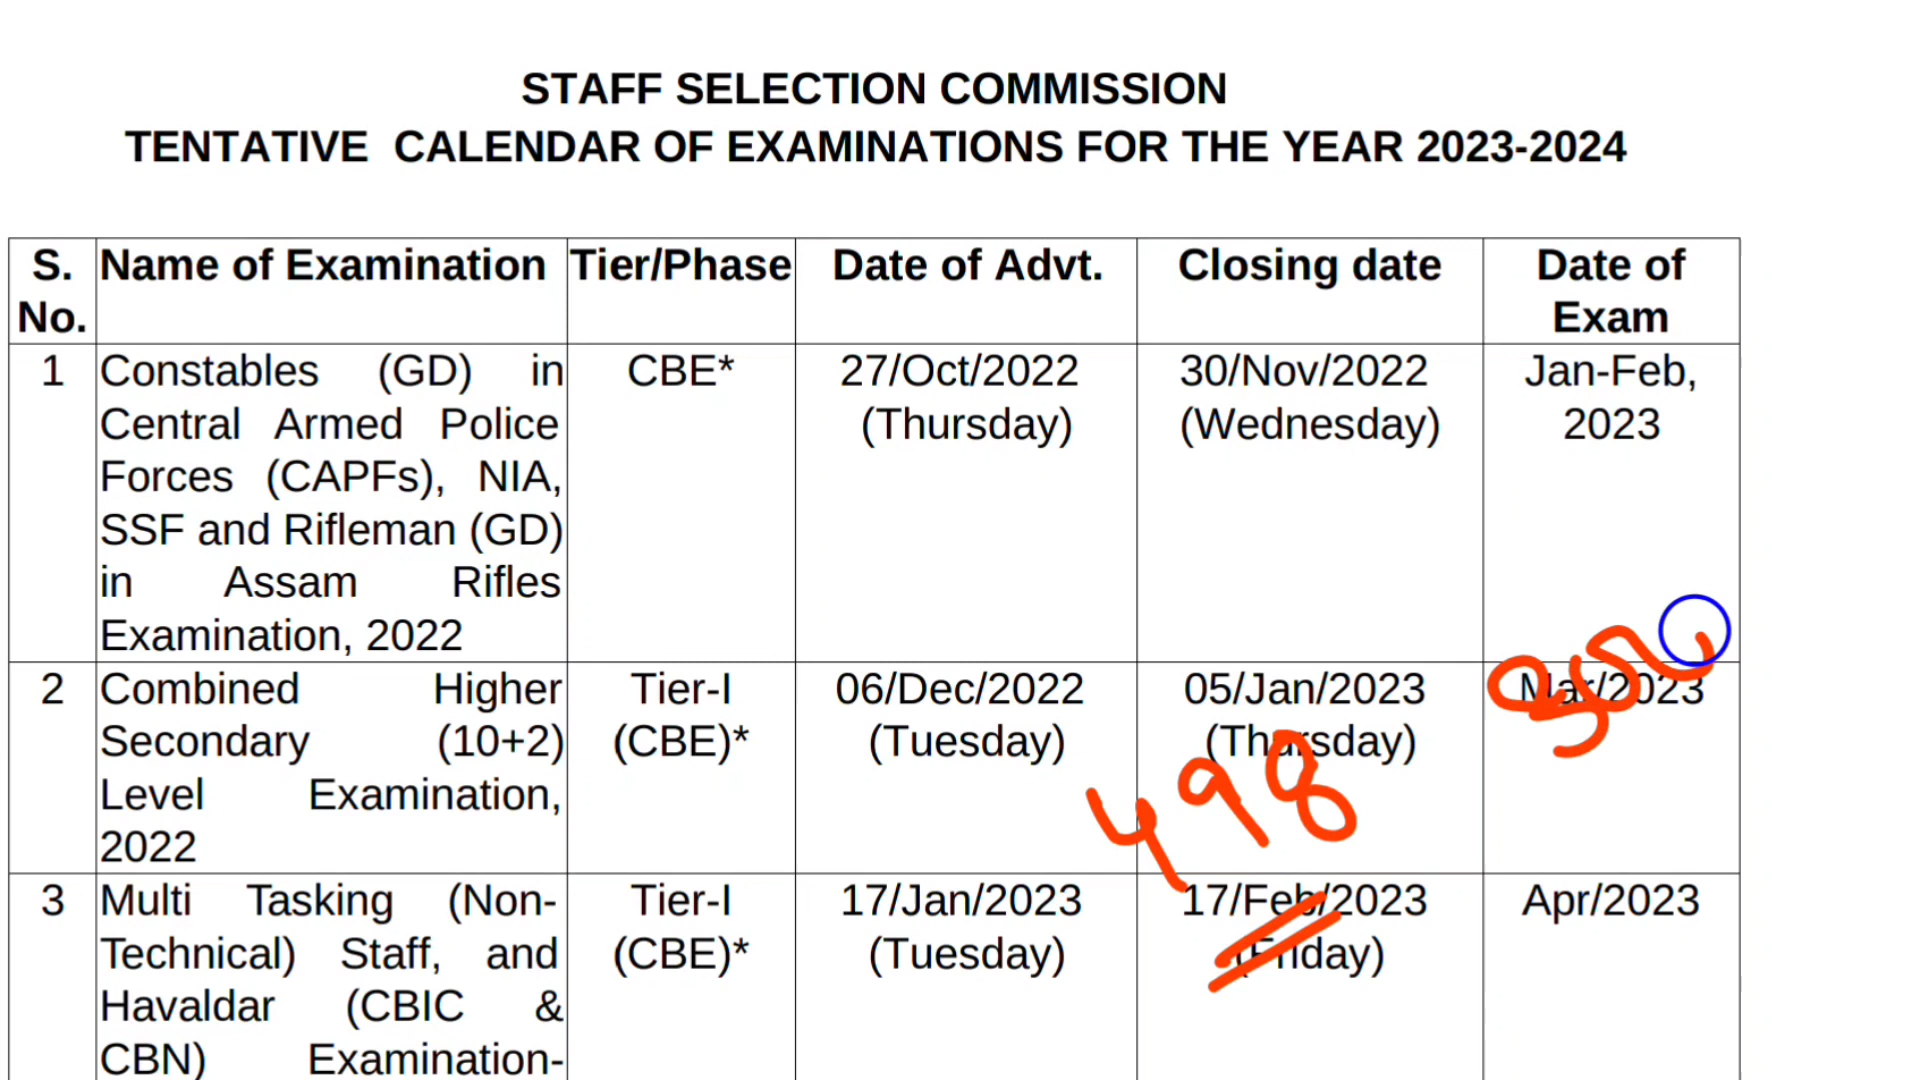 STAFF SELECTION COMMISSION
TENTATIVE CALENDAR OF EXAMINATIONS FOR THE YEAR 2023-2024
S. No. Name of Examination Tier/Phase Date of Advt. Closing date Date of Exam
1 Constables (GD) in CBE* 27/Oct/2022 30/Nov/2022 Jan-Feb,
Central Armed Police (Thursday) (Wednesday) 2023
Forces (CAPFs), NIA,
SSF and Rifleman (GD)
in Assam Rifles
Examination, 2022
2 Combined Higher Tier-I 06/Dec/2022 05/Jan/2023 Mar/2023
Secondary (10+2) (CBE)* (Tuesday) (Thursday)
Level Examination,
2022
498
3 Multi Tasking (Non- Tier-I 17/Jan/2023 17/Feb/2023 Apr/2023
Technical) Staff, and (CBE)* (Tuesday) (Friday)
Havaldar (CBIC &
CBN) Examination-